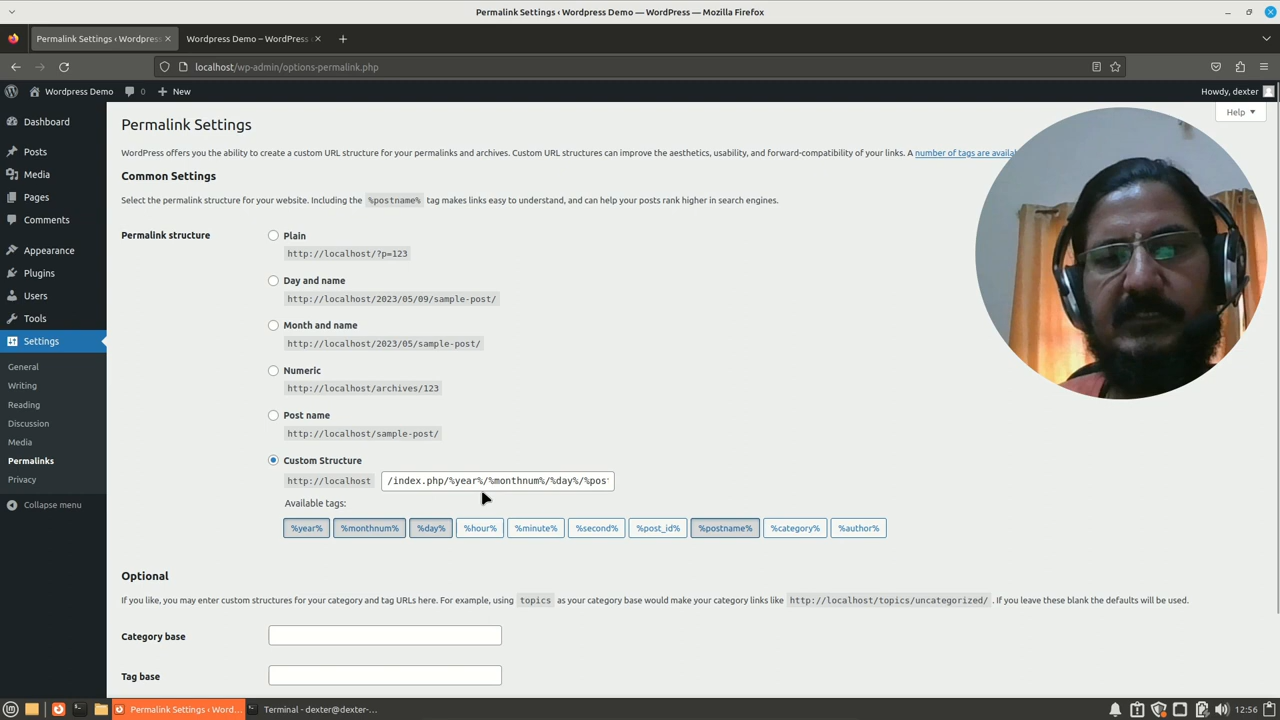 Permalink Settings ‹ Wordpress Demo — WordPress — Mozilla Firefox
Permalink Settings ‹ Wordpress
Wordpress Demo – WordPress
localhost/wp-admin/options-permalink.php
Wordpress Demo 0 New Howdy, dexter
Help
Dashboard
Posts
Media
Pages
Comments
Appearance
Plugins
Users
Tools
Settings
General
Writing
Reading
Discussion
Media
Permalinks
Privacy
Collapse menu
Permalink Settings
WordPress offers you the ability to create a custom URL structure for your permalinks and archives. Custom URL structures can improve the aesthetics, usability, and forward-compatibility of your links. A number of tags are availab
Common Settings
Select the permalink structure for your website. Including the %postname% tag makes links easy to understand, and can help your posts rank higher in search engines.
Permalink structure
Plain
http://localhost/?p=123
Day and name
http://localhost/2023/05/09/sample-post/
Month and name
http://localhost/2023/05/sample-post/
Numeric
http://localhost/archives/123
Post name
http://localhost/sample-post/
Custom Structure
http://localhost /index.php/%year%/%monthnum%/%day%/%pos
Available tags:
%year% %monthnum% %day% %hour% %minute% %second% %post_id% %postname% %category% %author%
Optional
If you like, you may enter custom structures for your category and tag URLs here. For example, using topics as your category base would make your category links like http://localhost/topics/uncategorized/ . If you leave these blank the defaults will be used.
Category base
Tag base
Permalink Settings ‹ Word... Terminal - dexter@dexter-... 12:56